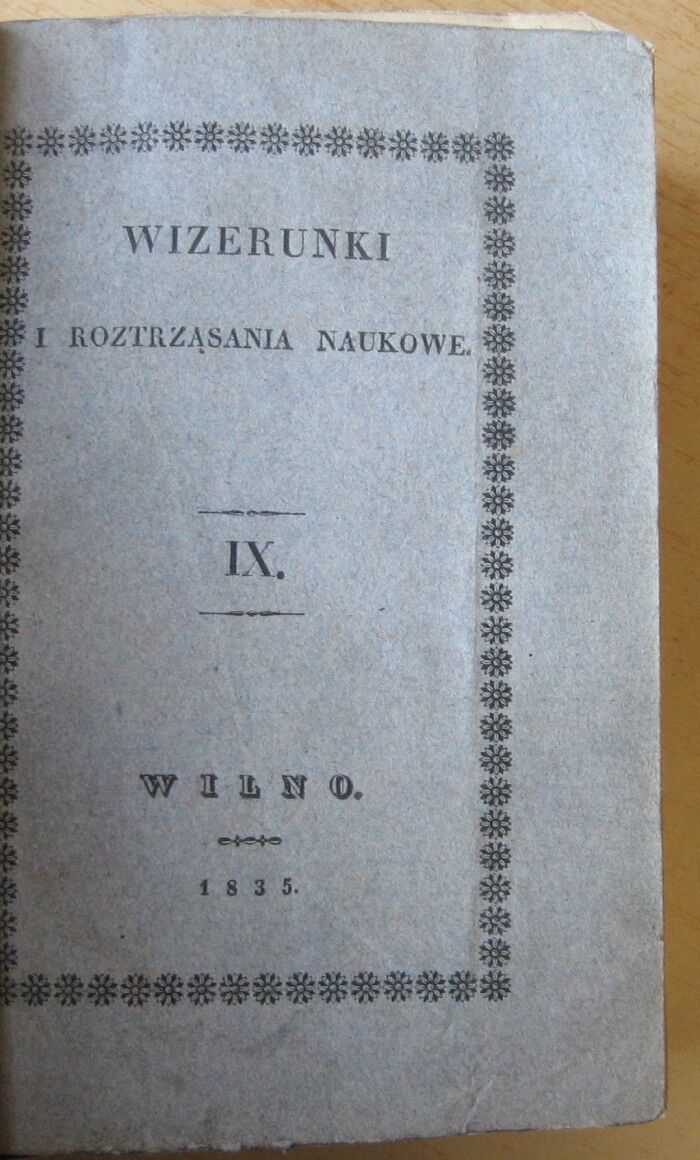 WIZERUNKI
I ROZTRZĄSANIA NAUKOWE.
IX.
WILNO.
1835.